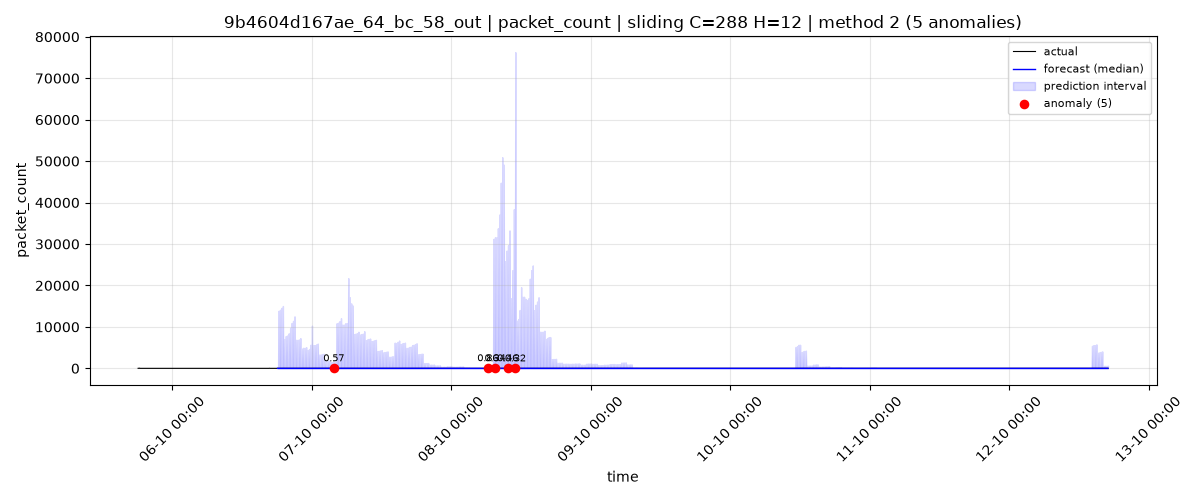 9b4604d167ae_64_bc_58_out | packet_count | sliding C=288 H=12 | method 2 (5 anomalies)
80000
70000
60000
50000
40000
30000
20000
10000
0
packet_count
actual
forecast (median)
prediction interval
anomaly (5)
0.57
06-10 00:00
07-10 00:00
08-10 00:00
09-10 00:00
10-10 00:00
11-10 00:00
12-10 00:00
13-10 00:00
time